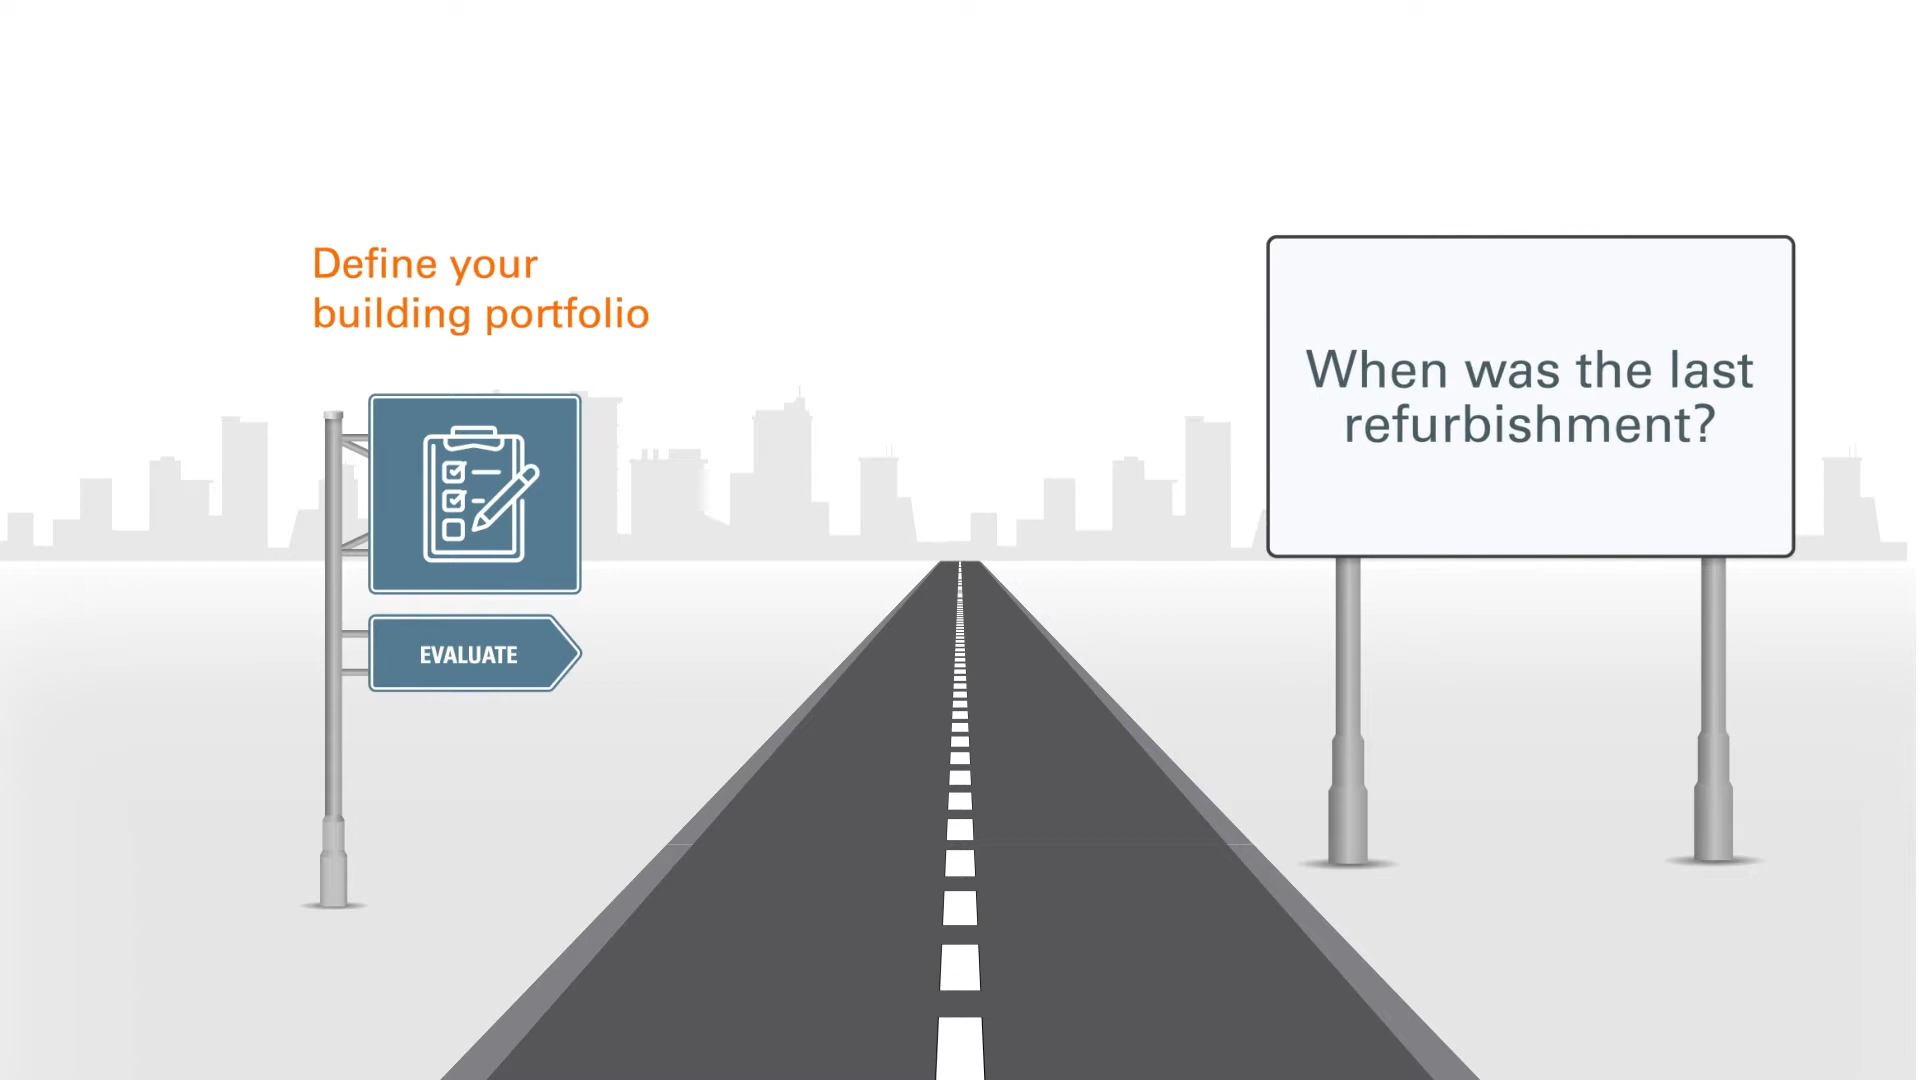 Define your
building portfolio
EVALUATE
When was the last
refurbishment?